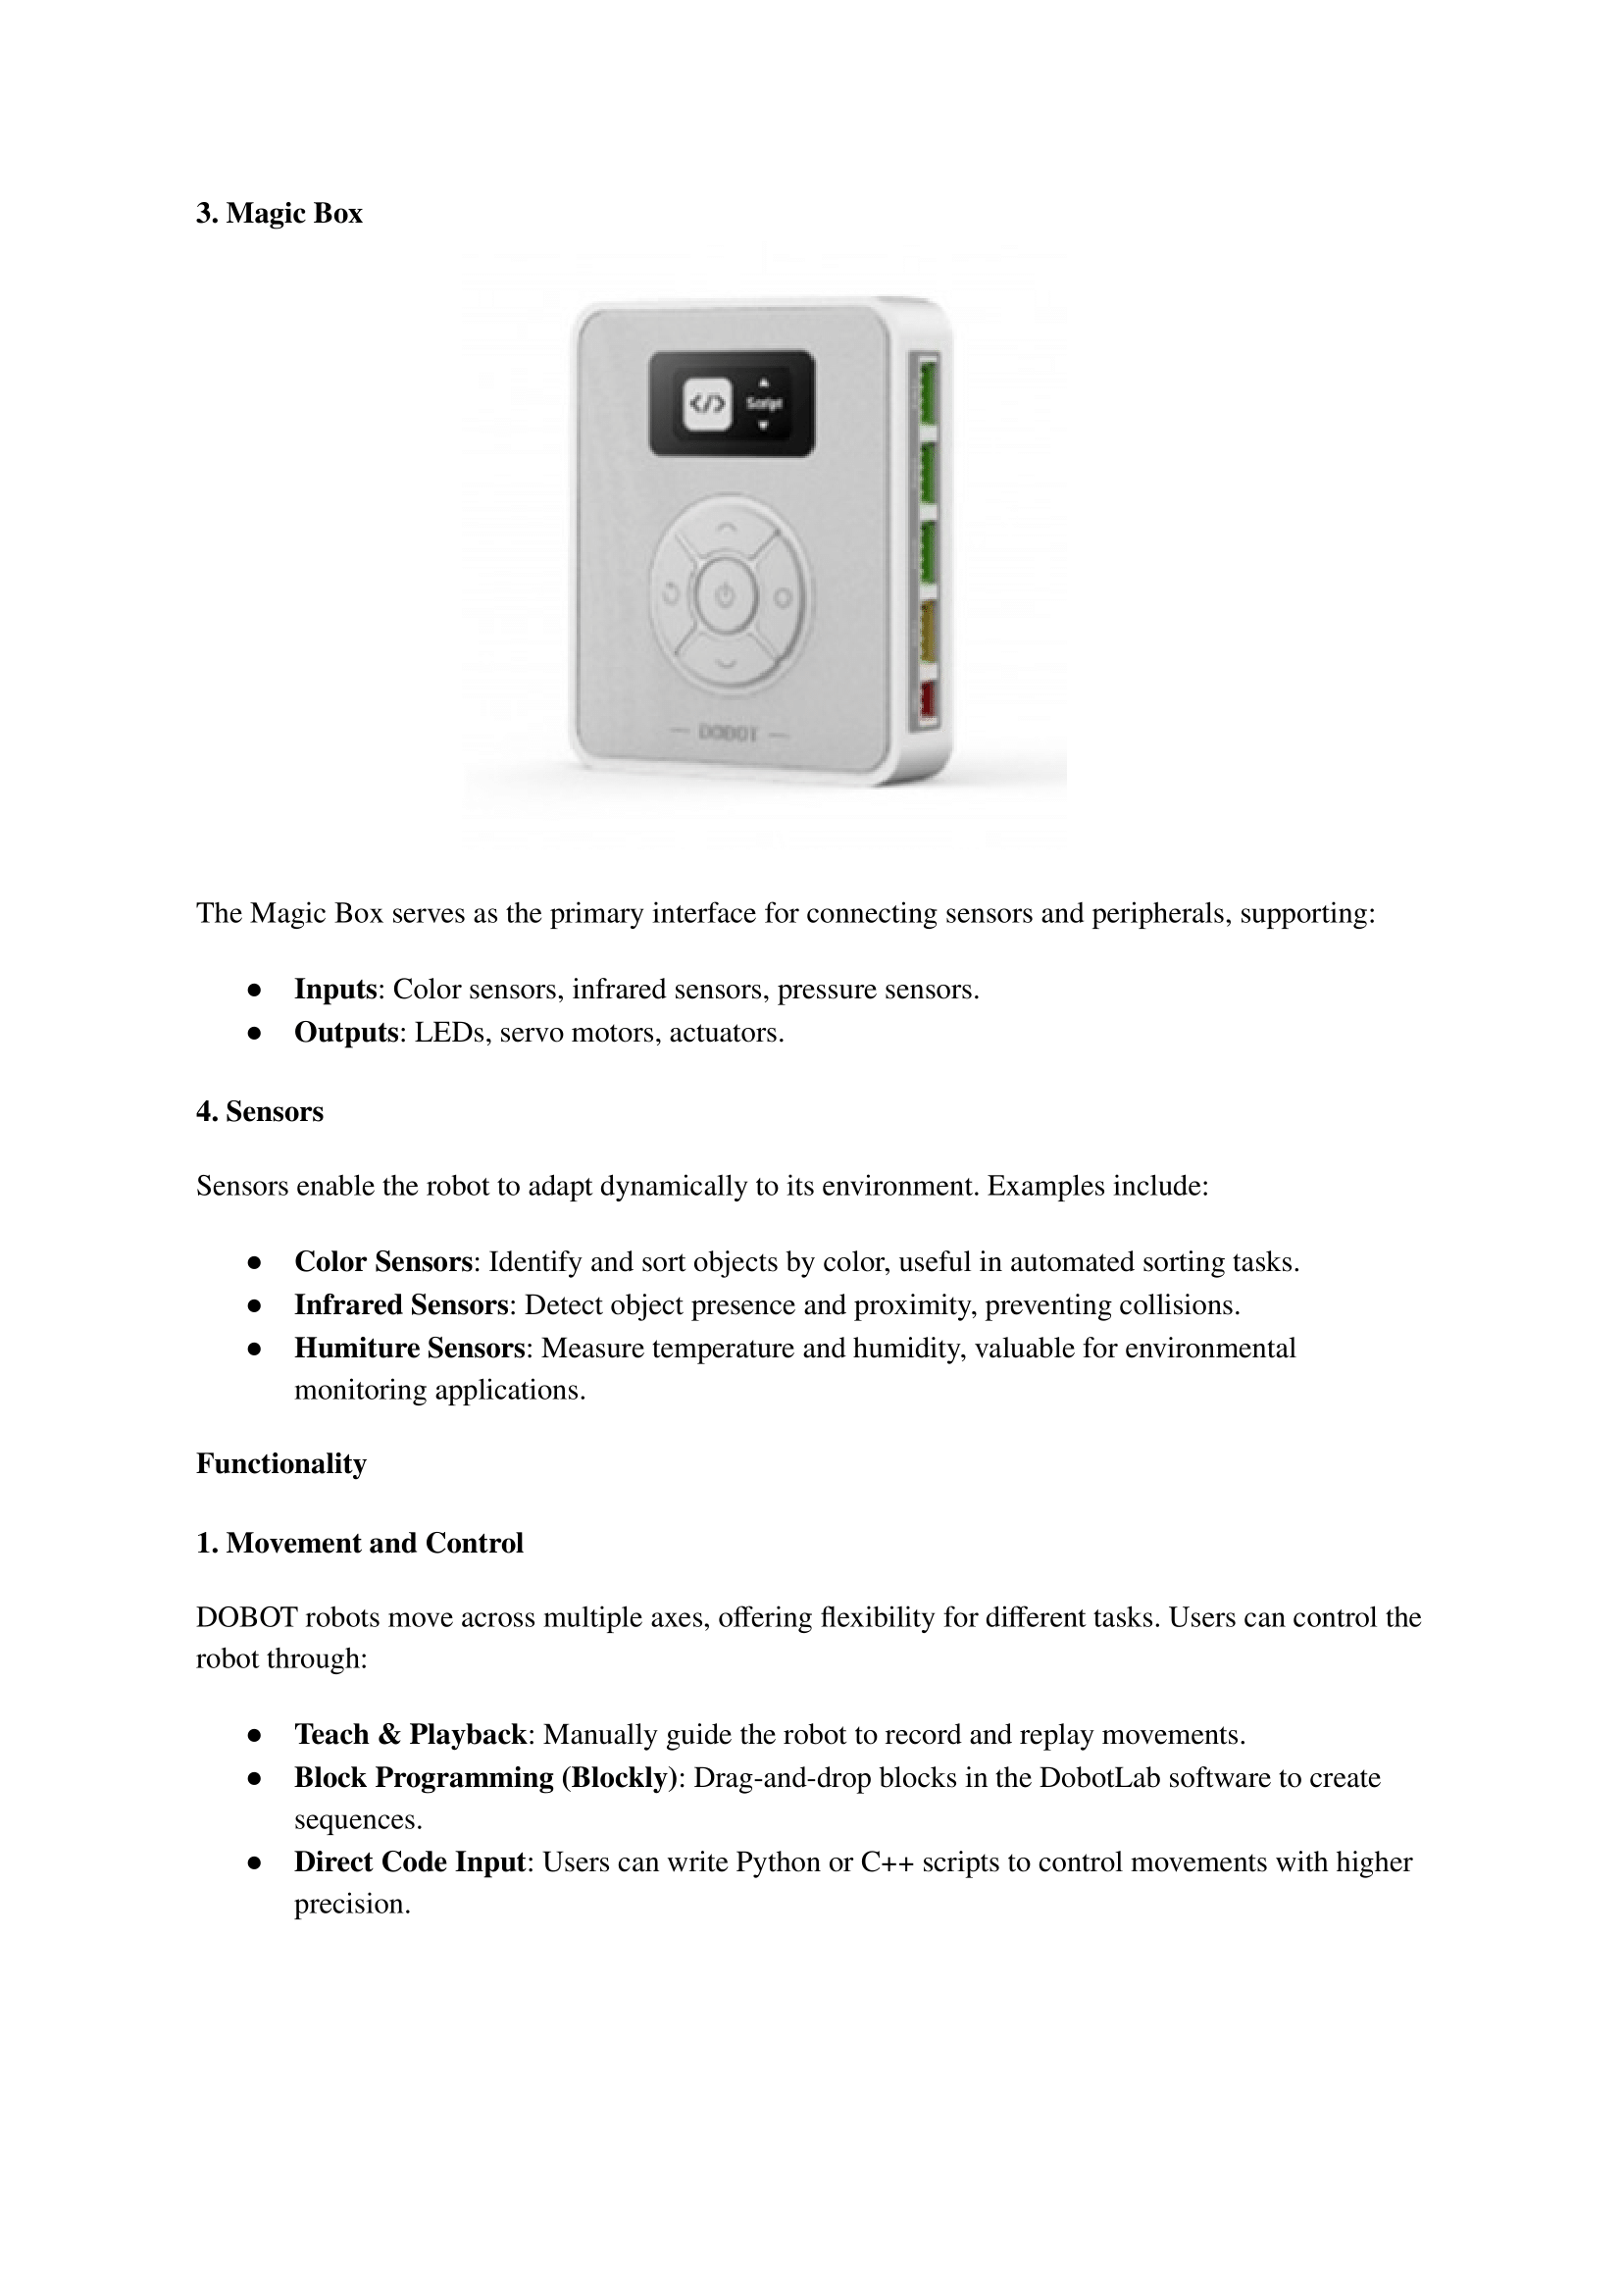 3. Magic Box
</> Script
DOBOT
The Magic Box serves as the primary interface for connecting sensors and peripherals, supporting:
● Inputs: Color sensors, infrared sensors, pressure sensors.
● Outputs: LEDs, servo motors, actuators.
4. Sensors
Sensors enable the robot to adapt dynamically to its environment. Examples include:
● Color Sensors: Identify and sort objects by color, useful in automated sorting tasks.
● Infrared Sensors: Detect object presence and proximity, preventing collisions.
● Humiture Sensors: Measure temperature and humidity, valuable for environmental
monitoring applications.
Functionality
1. Movement and Control
DOBOT robots move across multiple axes, offering flexibility for different tasks. Users can control the
robot through:
● Teach & Playback: Manually guide the robot to record and replay movements.
● Block Programming (Blockly): Drag-and-drop blocks in the DobotLab software to create
sequences.
● Direct Code Input: Users can write Python or C++ scripts to control movements with higher
precision.